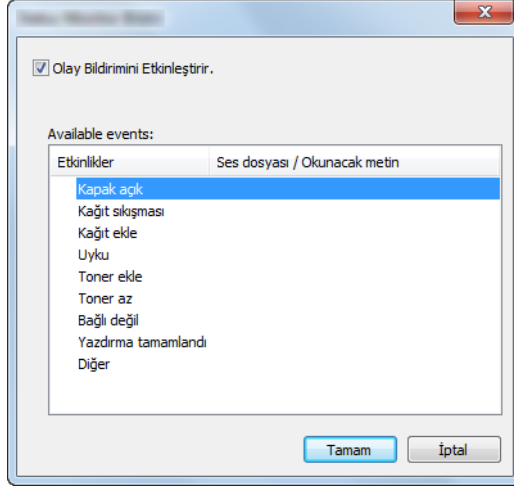 Olay Bildirimini Etkinleştirir.
Available events:
Etkinlikler Ses dosyası / Okunacak metin
Kapak açık
Kağıt sıkışması
Kağıt ekle
Uyku
Toner ekle
Toner az
Bağlı değil
Yazdırma tamamlandı
Diğer
Tamam İptal